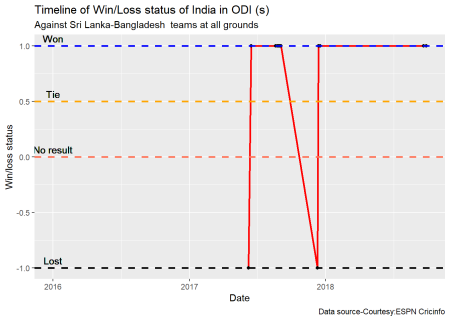 Timeline of Win/Loss status of India in ODI (s)
Against Sri Lanka-Bangladesh  teams at all grounds
Win/loss status
1.0
Won
0.5
Tie
0.0
No result
-0.5
-1.0
Lost
2016
2017
2018
Date
Data source-Courtesy:ESPN Cricinfo